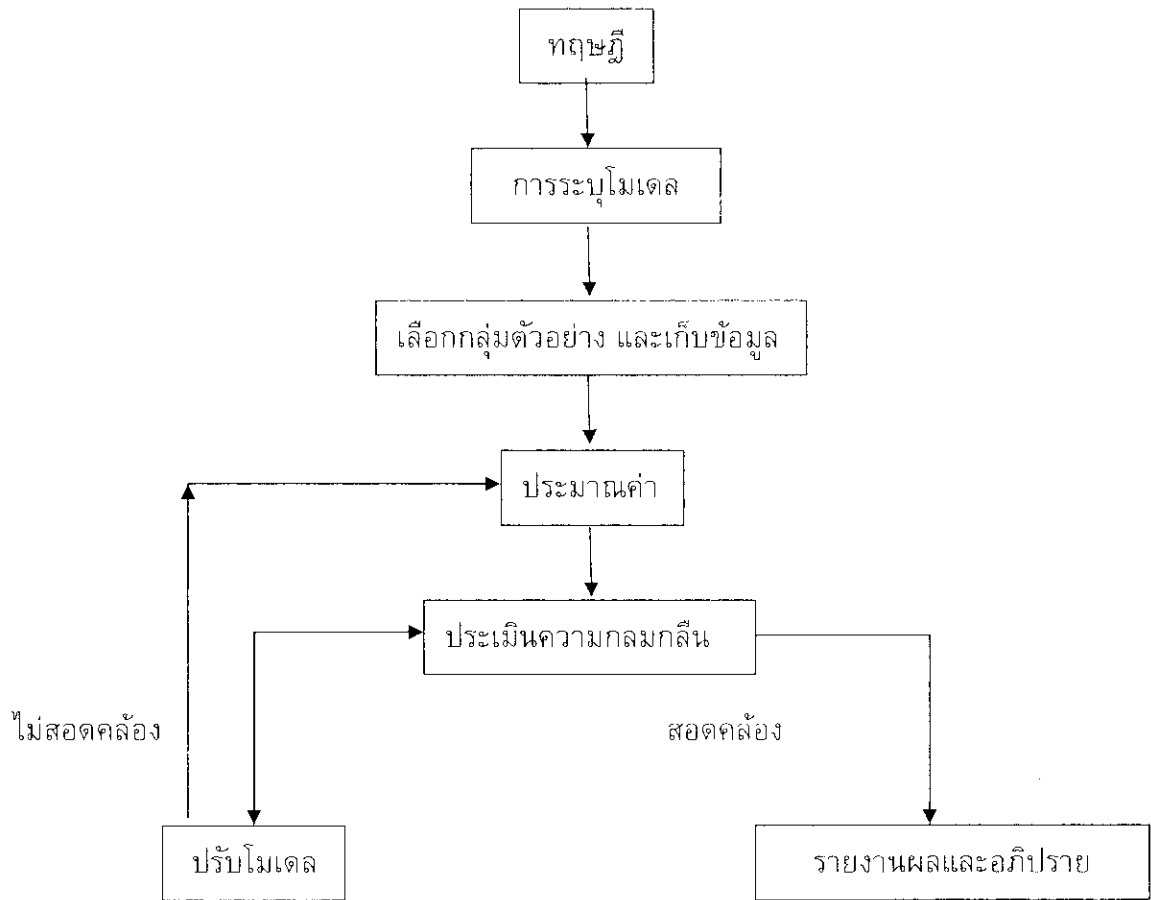 ทฤษฎี
การระบุโมเดล
เลือกกลุ่มตัวอย่าง และเก็บข้อมูล
ประมาณค่า
ประเมินความกลมกลืน
ไม่สอดคล้อง
สอดคล้อง
ปรับโมเดล
รายงานผลและอภิปราย